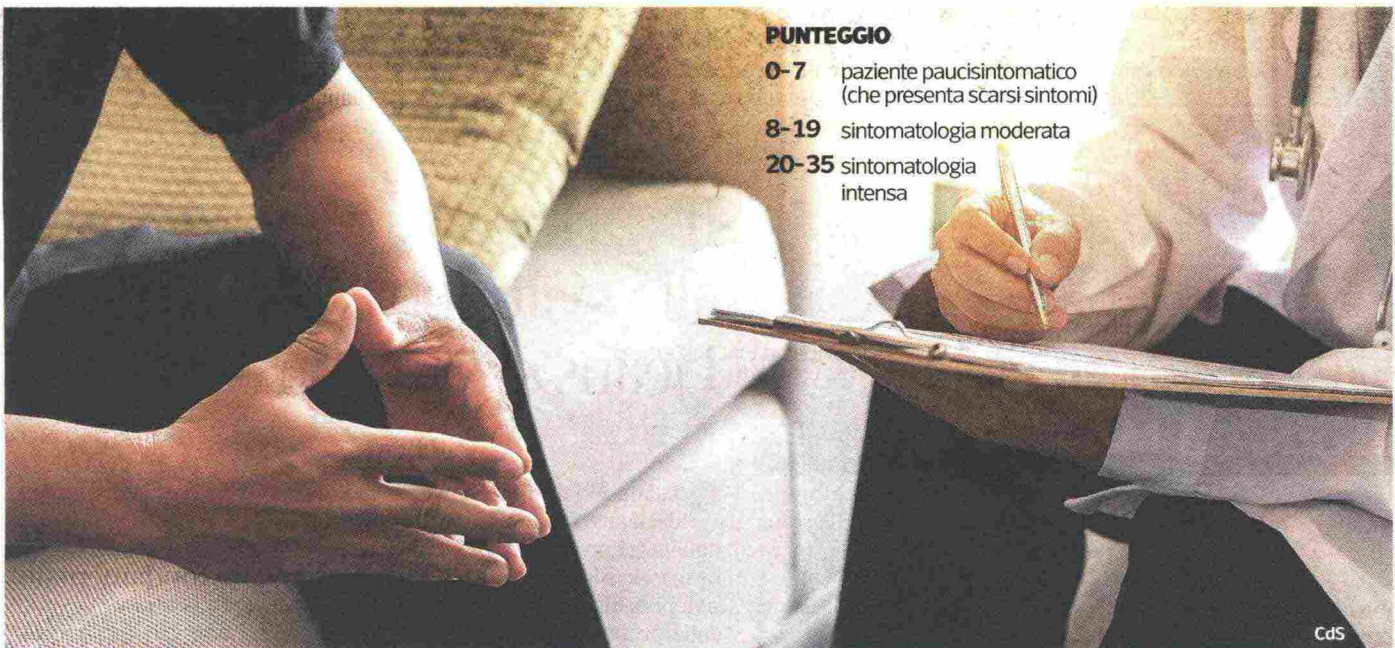 PUNTEGGIO
0-7 paziente paucisintomatico
(che presenta scarsi sintomi)
8-19 sintomatologia moderata
20-35 sintomatologia
intensa
CdS